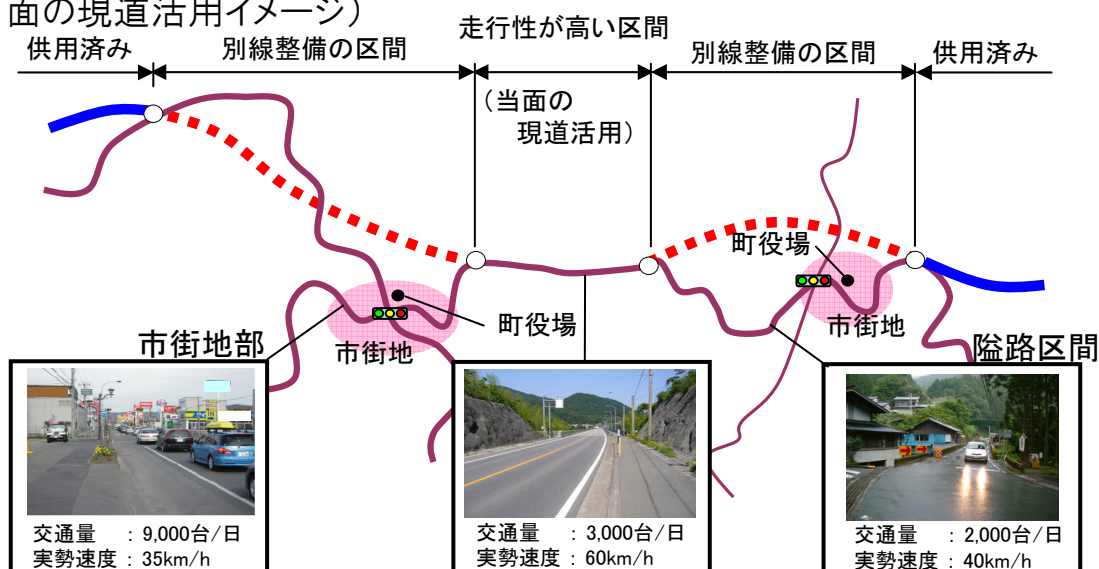 面の現道活用イメージ）
走行性が高い区間
供用済み
別線整備の区間
別線整備の区間
供用済み
（当面の
現道活用）
町役場
町役場
市街地
市街地
市街地部
隘路区間
交通量　：9,000台/日
実勢速度：35km/h
交通量　：3,000台/日
実勢速度：60km/h
交通量　：2,000台/日
実勢速度：40km/h